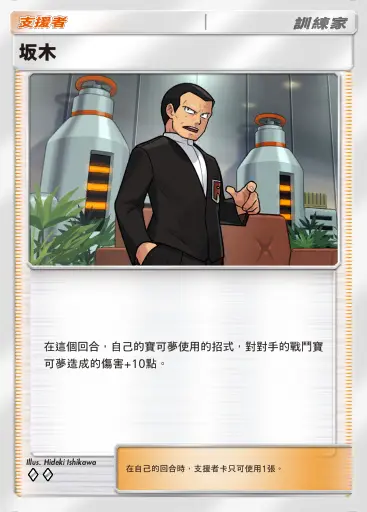 支援者
訓練家
坂木
在這個回合，自己的寶可夢使用的招式，對對手的戰鬥寶
可夢造成的傷害+10點。
Illus. Hideki Ishikawa
在自己的回合時，支援者卡只可使用1張。